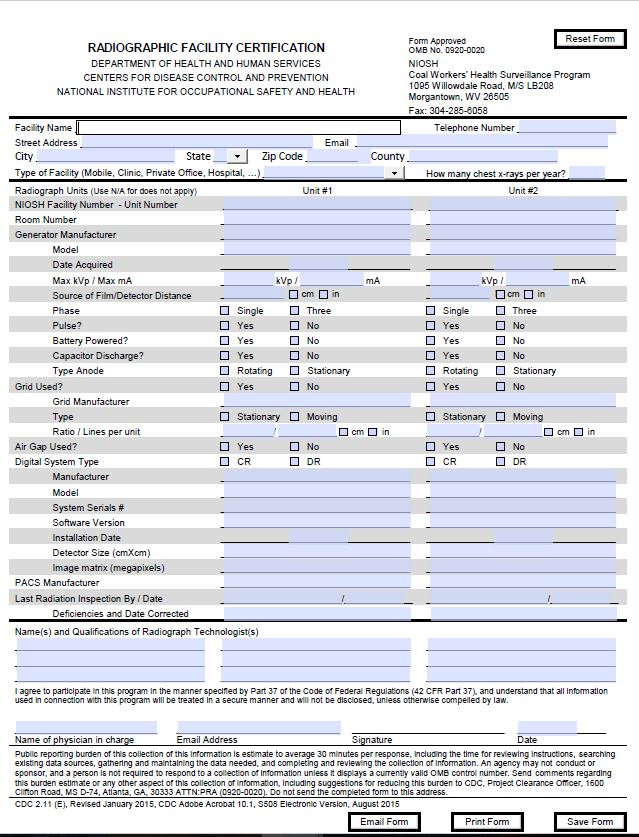 Reset Form
RADIOGRAPHIC FACILITY CERTIFICATION
DEPARTMENT OF HEALTH AND HUMAN SERVICES
CENTERS FOR DISEASE CONTROL AND PREVENTION
NATIONAL INSTITUTE FOR OCCUPATIONAL SAFETY AND HEALTH
Form Approved
OMB No. 0920-0020
NIOSH
Coal Workers' Health Surveillance Program
1095 Willowdale Road, M/S LB208
Morgantown, WV 26505
Fax: 304-285-6058
Facility Name Telephone Number
Street Address Email
City State Zip Code County
Type of Facility (Mobile, Clinic, Private Office, Hospital, ...) How many chest x-rays per year?
Radiograph Units (Use N/A for does not apply) Unit #1 Unit #2
NIOSH Facility Number - Unit Number
Room Number
Generator Manufacturer
Model
Date Acquired
Max kVp / Max mA kVp / mA kVp / mA
Source of Film/Detector Distance cm in cm in
Phase Single Three Single Three
Pulse? Yes No Yes No
Battery Powered? Yes No Yes No
Capacitor Discharge? Yes No Yes No
Type Anode Rotating Stationary Rotating Stationary
Grid Used? Yes No Yes No
Grid Manufacturer
Type Stationary Moving Stationary Moving
Ratio / Lines per unit / cm in / cm in
Air Gap Used? Yes No Yes No
Digital System Type CR DR CR DR
Manufacturer
Model
System Serials #
Software Version
Installation Date
Detector Size (cmXcm)
Image matrix (megapixels)
PACS Manufacturer
Last Radiation Inspection By / Date / /
Deficiencies and Date Corrected
Name(s) and Qualifications of Radiograph Technologist(s)
I agree to participate in this program in the manner specified by Part 37 of the Code of Federal Regulations (42 CFR Part 37), and understand that all information
used in connection with this program will be treated in a secure manner and will not be disclosed, unless otherwise compelled by law.
Name of physician in charge Email Address Signature Date
Public reporting burden of this collection of this information is estimate to average 30 minutes per response, including the time for reviewing instructions, searching
existing data sources, gathering and maintaining the data needed, and completing and reviewing the collection of information. An agency may not conduct or
sponsor, and a person is not required to respond to a collection of information unless it displays a currently valid OMB control number. Send comments regarding
this burden estimate or any other aspect of this collection of information, including suggestions for reducing this burden to CDC, Project Clearance Officer, 1600
Clifton Road, MS D-74, Atlanta, GA, 30333 ATTN:PRA (0920-0020). Do not send the completed form to this address.
CDC 2.11 (E), Revised January 2015, CDC Adobe Acrobat 10.1, S508 Electronic Version, August 2015
Email Form Print Form Save Form